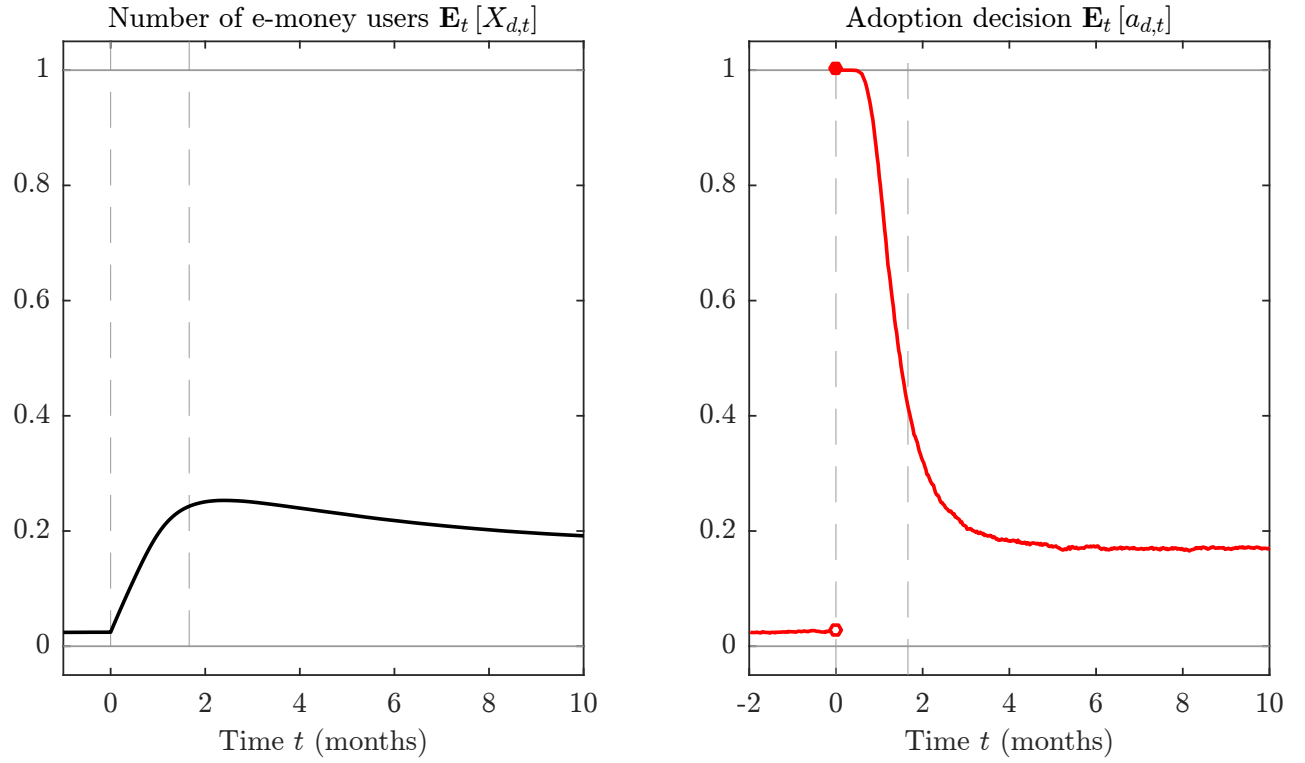 Number of e-money users E_t [X_{d,t}]
1
0.8
0.6
0.4
0.2
0
0 2 4 6 8 10
Time t (months)
Adoption decision E_t [a_{d,t}]
1
0.8
0.6
0.4
0.2
0
-2 0 2 4 6 8 10
Time t (months)